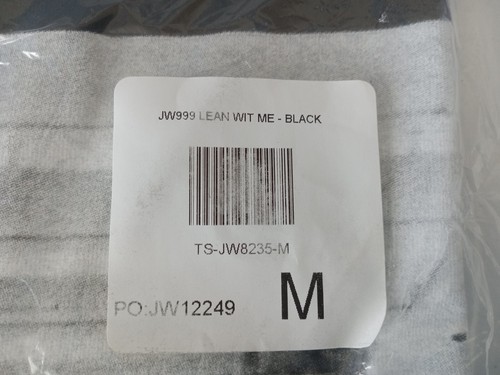 JW999 LEAN WIT ME - BLACK
TS-JW8235-M
PO:JW12249
M